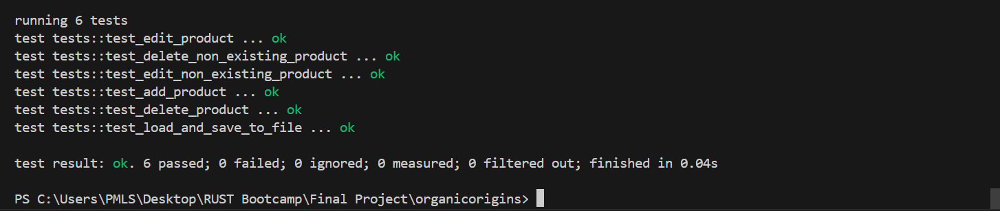 running 6 tests
test tests::test_edit_product ... ok
test tests::test_delete_non_existing_product ... ok
test tests::test_edit_non_existing_product ... ok
test tests::test_add_product ... ok
test tests::test_delete_product ... ok
test tests::test_load_and_save_to_file ... ok
test result: ok. 6 passed; 0 failed; 0 ignored; 0 measured; 0 filtered out; finished in 0.04s
PS C:\Users\PMLS\Desktop\RUST Bootcamp\Final Project\organicorigins>